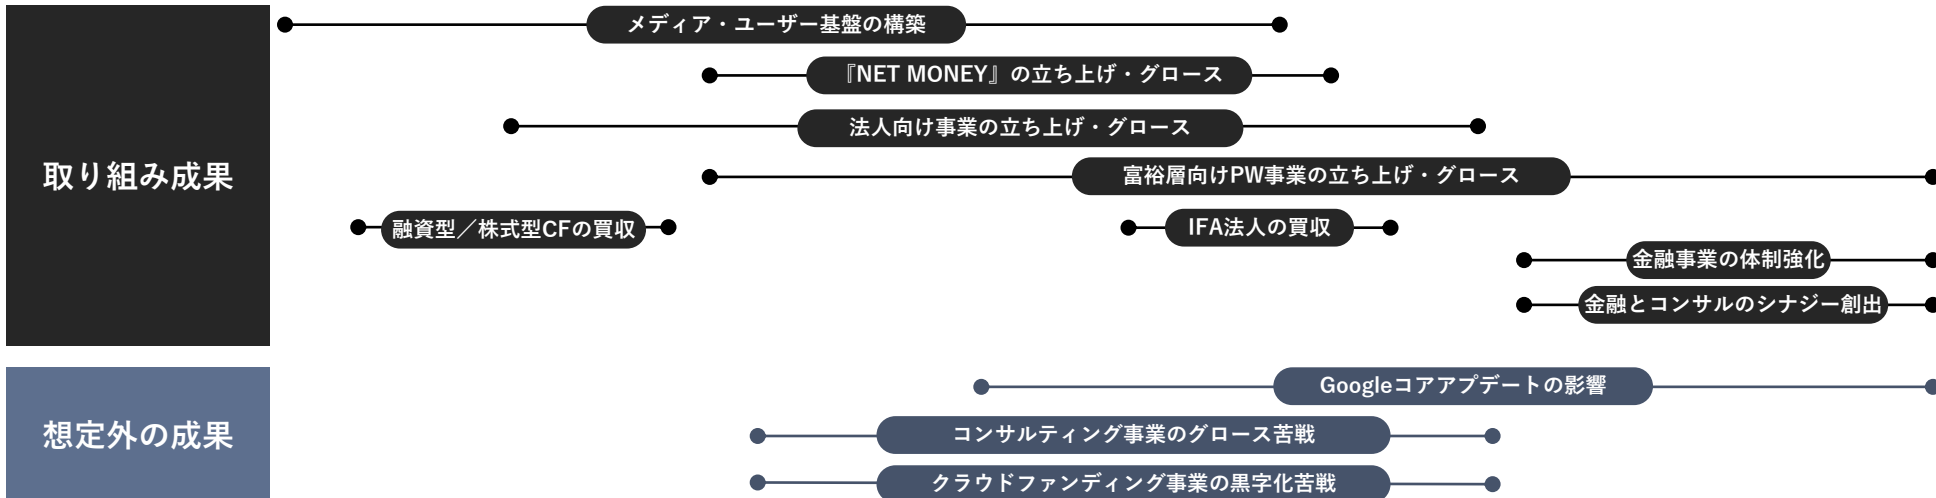 取り組み成果
メディア・ユーザー基盤の構築
『NET MONEY』の立ち上げ・グロース
法人向け事業の立ち上げ・グロース
富裕層向けPW事業の立ち上げ・グロース
融資型／株式型CFの買収
IFA法人の買収
金融事業の体制強化
金融とコンサルのシナジー創出
想定外の成果
Googleコアアプデートの影響
コンサルティング事業のグロース苦戦
クラウドファンディング事業の黒字化苦戦